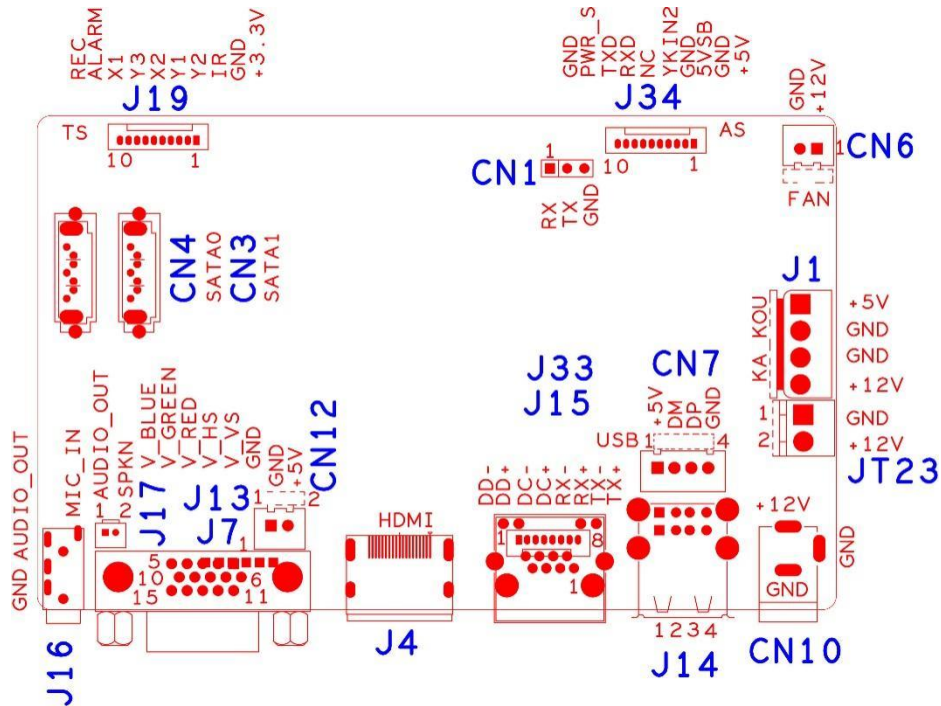 REC
ALARM
X1
Y3
X2
Y1
Y2
IR
GND
+3.3V
J19
TS
10 1
GND
PWR_S
TXD
RXD
NC
YKIN2
GND
5VSB
GND
+5V
J34
AS
10 1
GND
+12V
1
CN6
FAN
CN1
1
RX
TX
GND
CN4
SATA0
CN3
SATA1
J1
KA_KOU
+5V
GND
GND
+12V
1 GND
2 +12V
JT23
J33
J15
CN7
+5V
DM
DP
GND
USB 1 4
GND AUDIO_OUT
MIC_IN
AUDIO_OUT
SPKN
1 2
J17
V_BLUE
V_GREEN
V_RED
V_HS
V_VS
GND
J13
J7
1
GND
+5V
CN12
1 2
5
10 6
15 11
HDMI
DD-
DD+
DC-
DC+
RX-
RX+
TX-
TX+
1 8
1
+12V
GND
GND
1234
J16
J4
J14
CN10